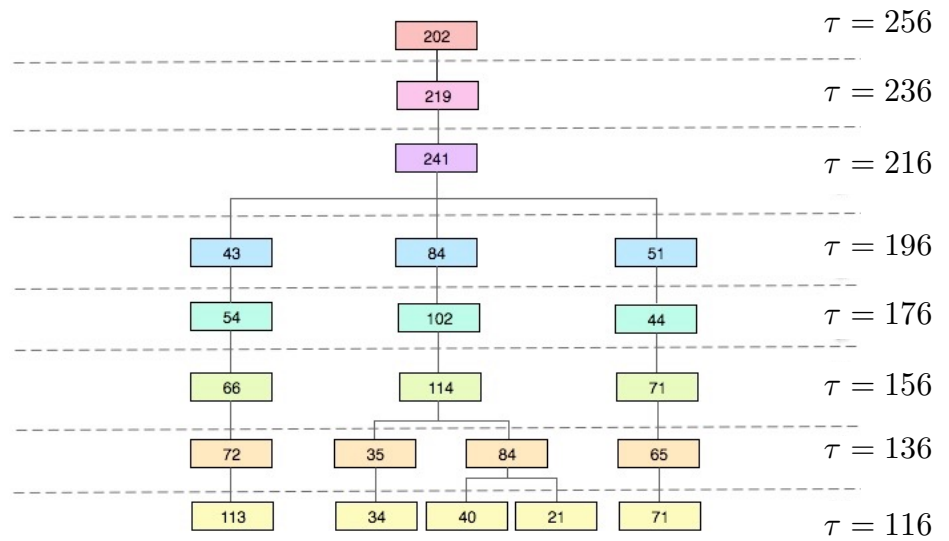 202 τ = 256
219 τ = 236
241 τ = 216
43 84 51 τ = 196
54 102 44 τ = 176
66 114 71 τ = 156
72 35 84 65 τ = 136
113 34 40 21 71 τ = 116